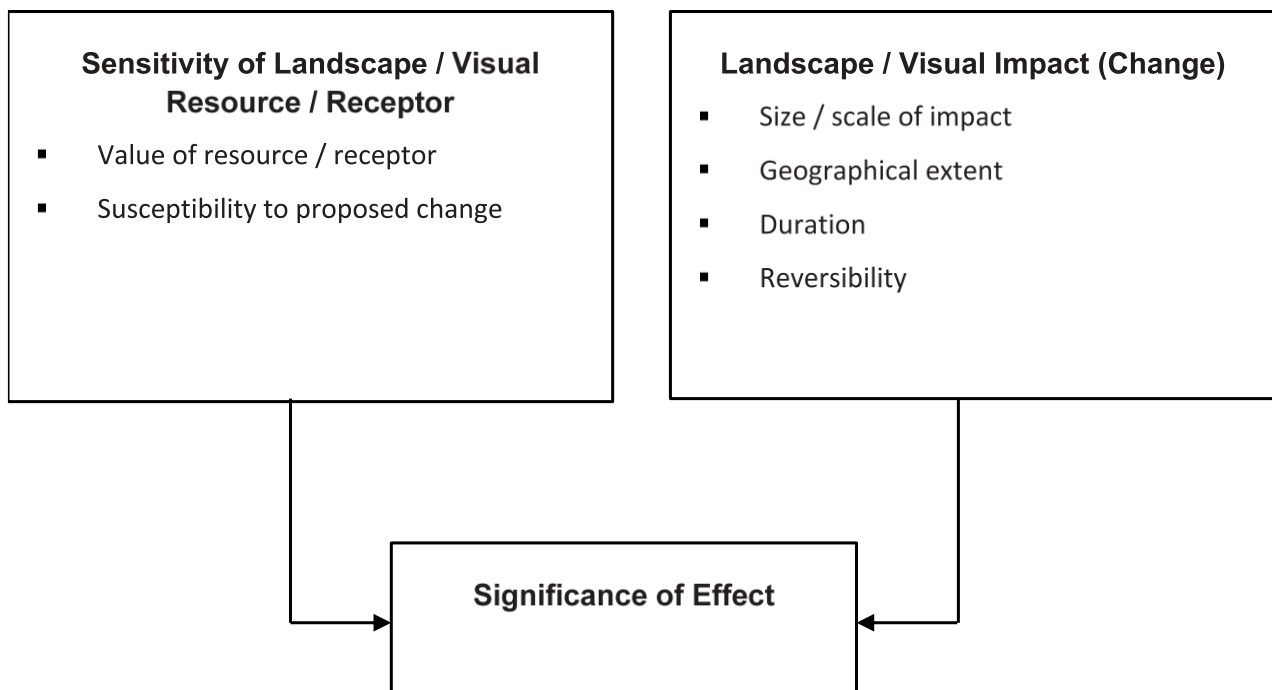 Sensitivity of Landscape / Visual
Resource / Receptor
▪ Value of resource / receptor
▪ Susceptibility to proposed change
Landscape / Visual Impact (Change)
▪ Size / scale of impact
▪ Geographical extent
▪ Duration
▪ Reversibility
Significance of Effect